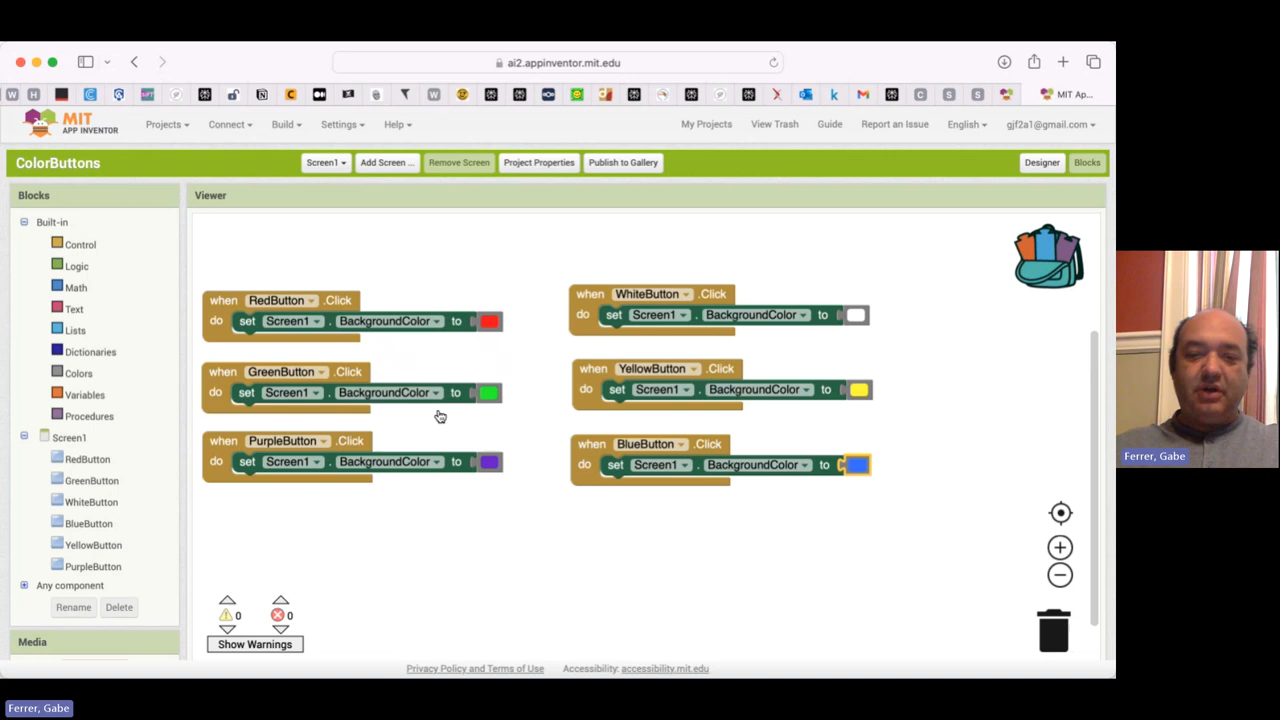 ai2.appinventor.mit.edu
MIT Ap...
MIT
APP INVENTOR
Projects
Connect
Build
Settings
Help
My Projects
View Trash
Guide
Report an Issue
English
gjf2a1@gmail.com
ColorButtons
Screen1
Add Screen ...
Remove Screen
Project Properties
Publish to Gallery
Designer
Blocks
Blocks
Viewer
Built-in
Control
Logic
Math
Text
Lists
Dictionaries
Colors
Variables
Procedures
Screen1
RedButton
GreenButton
WhiteButton
BlueButton
YellowButton
PurpleButton
Any component
Rename
Delete
Media
when RedButton .Click
do set Screen1 . BackgroundColor to
when GreenButton .Click
do set Screen1 . BackgroundColor to
when PurpleButton .Click
do set Screen1 . BackgroundColor to
when WhiteButton .Click
do set Screen1 . BackgroundColor to
when YellowButton .Click
do set Screen1 . BackgroundColor to
when BlueButton .Click
do set Screen1 . BackgroundColor to
0
0
Show Warnings
Privacy Policy and Terms of Use
Accessibility: accessibility.mit.edu
Ferrer, Gabe
Ferrer, Gabe